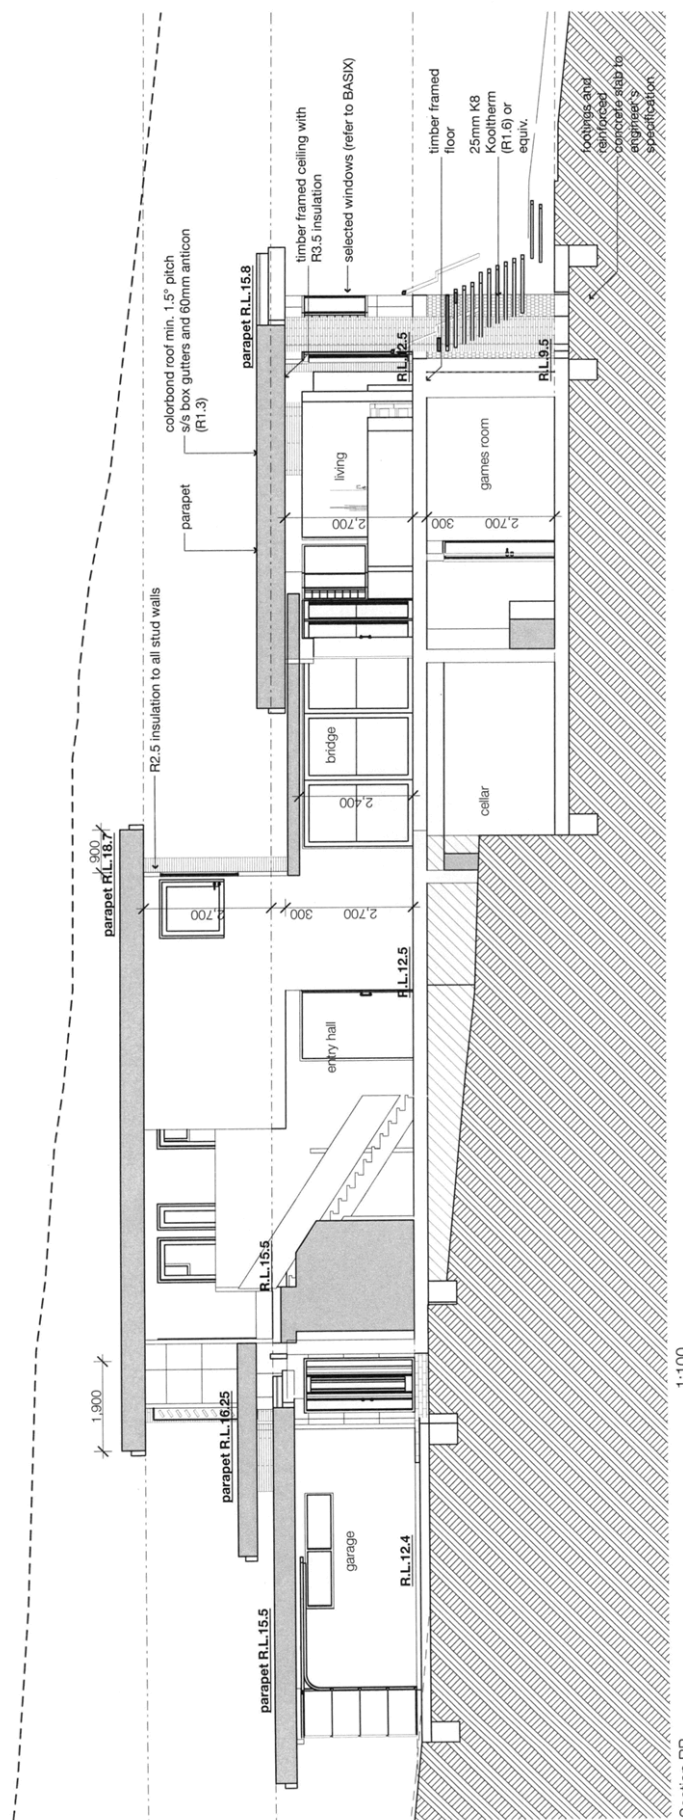 parapet R.L.15.5
parapet R.L.16.25
1,900
parapet R.L.18.7
900
R2.5 insulation to all stud walls
parapet
colorbond roof min. 1.5° pitch
s/s box gutters and 60mm anticon
(R1.3)
parapet R.L.15.8
timber framed ceiling with
R3.5 insulation
selected windows (refer to BASIX)
timber framed
floor
25mm K8
Kooltherm
(R1.6) or
equiv.
footings and
reinforced
concrete slab to
engineer's
specification
garage
R.L.12.4
R.L.15.5
entry hall
R.L.12.5
2,700
300
2,700
bridge
2,400
living
2,700
R.L.12.5
cellar
games room
300
2,700
R.L.9.5
1:100